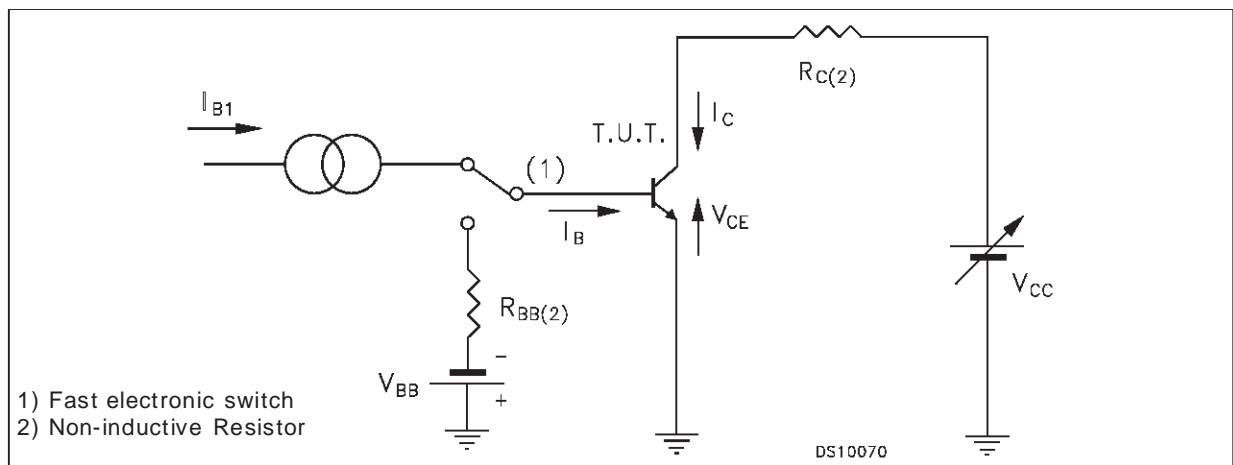 I_B1
R_C(2)
I_C
T.U.T.
(1)
V_CE
I_B
V_CC
R_BB(2)
−
V_BB
+
1) Fast electronic switch
2) Non-inductive Resistor
DS10070